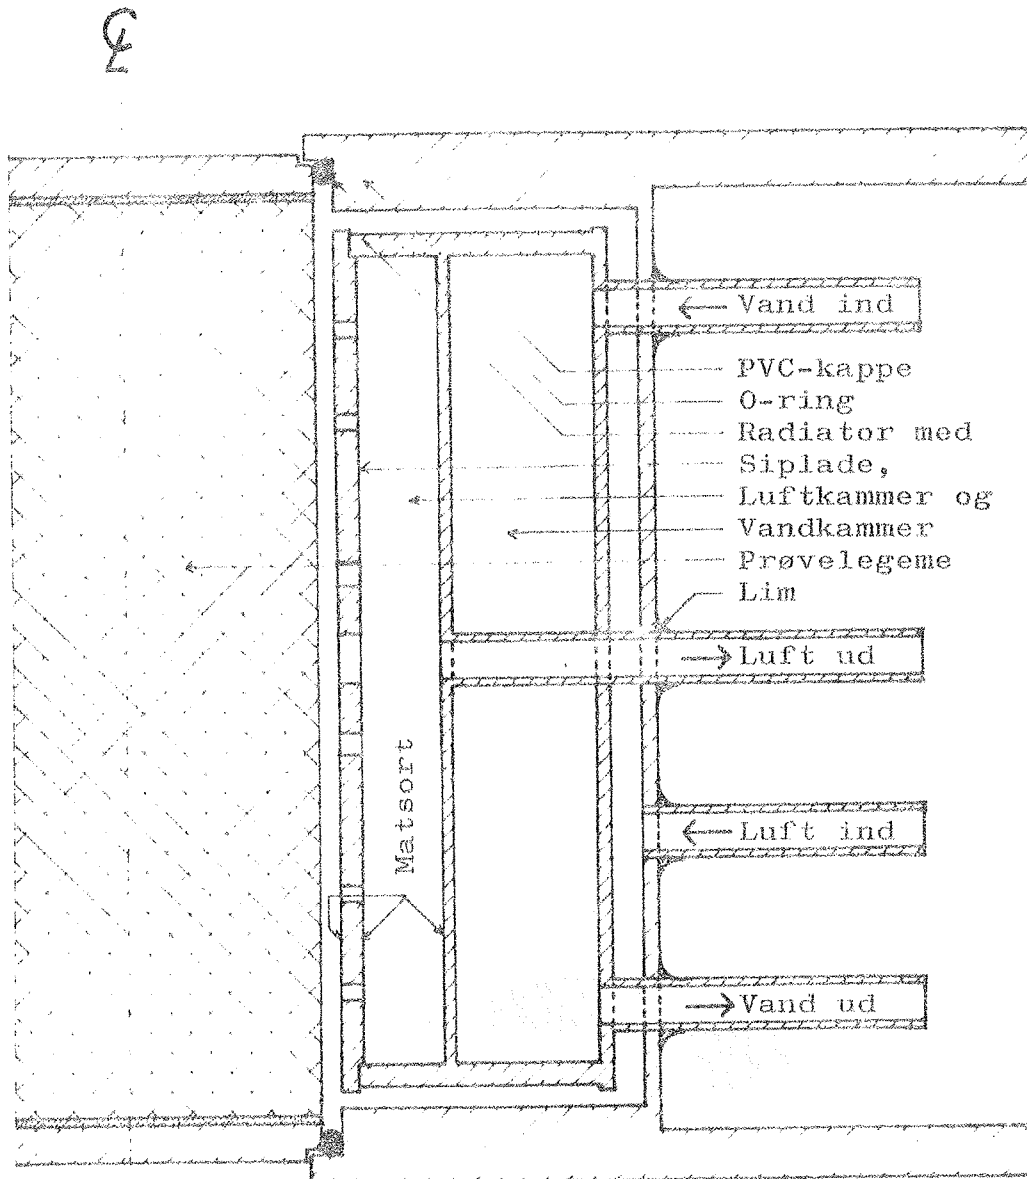 ℄
Vand ind
PVC-kappe
O-ring
Radiator med
Siplade,
Luftkammer og
Vandkammer
Prøvelegeme
Lim
Luft ud
Matsort
Luft ind
Vand ud